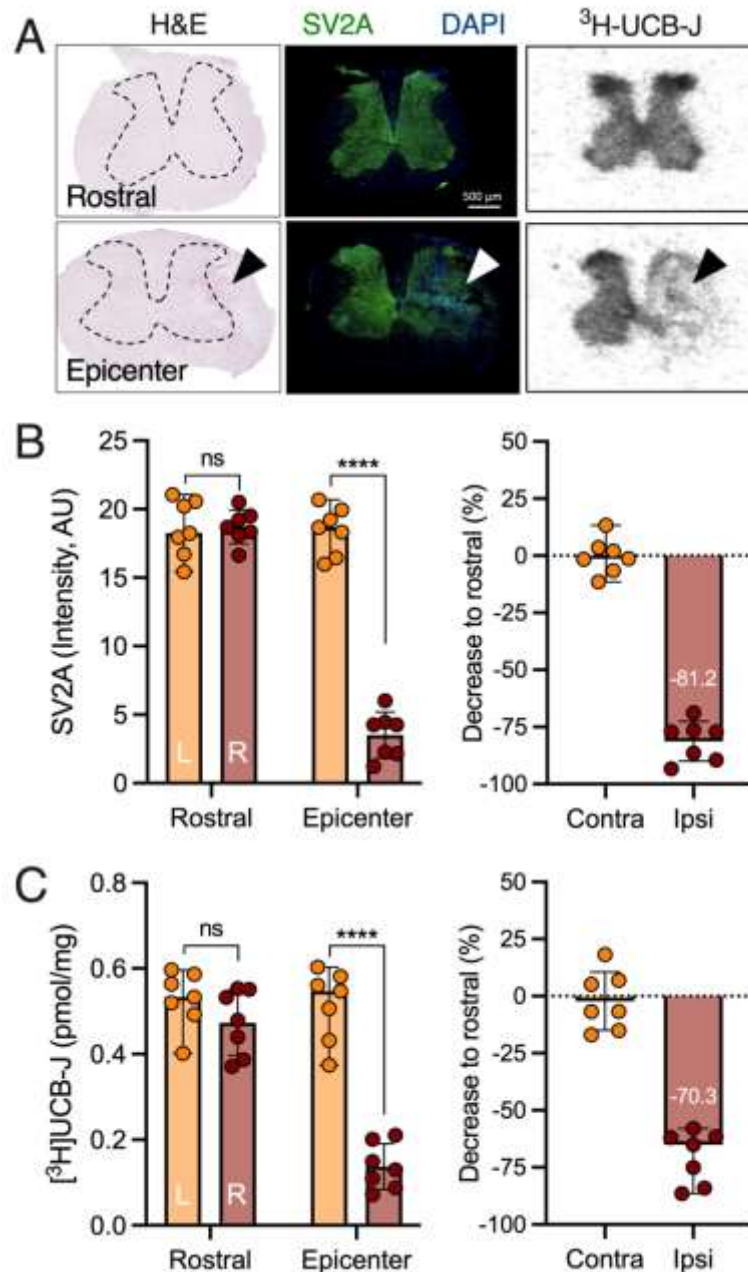 A
H&E
SV2A DAPI
³H-UCB-J
Rostral
500 µm
Epicenter
B
SV2A (Intensity, AU)
25
20
15
10
5
0
ns
****
L
R
Rostral
Epicenter
Decrease to rostral (%)
50
25
0
-25
-50
-75
-100
-81.2
Contra
Ipsi
C
[³H]UCB-J (pmol/mg)
0.8
0.6
0.4
0.2
0.0
ns
****
L
R
Rostral
Epicenter
Decrease to rostral (%)
50
25
0
-25
-50
-75
-100
-70.3
Contra
Ipsi